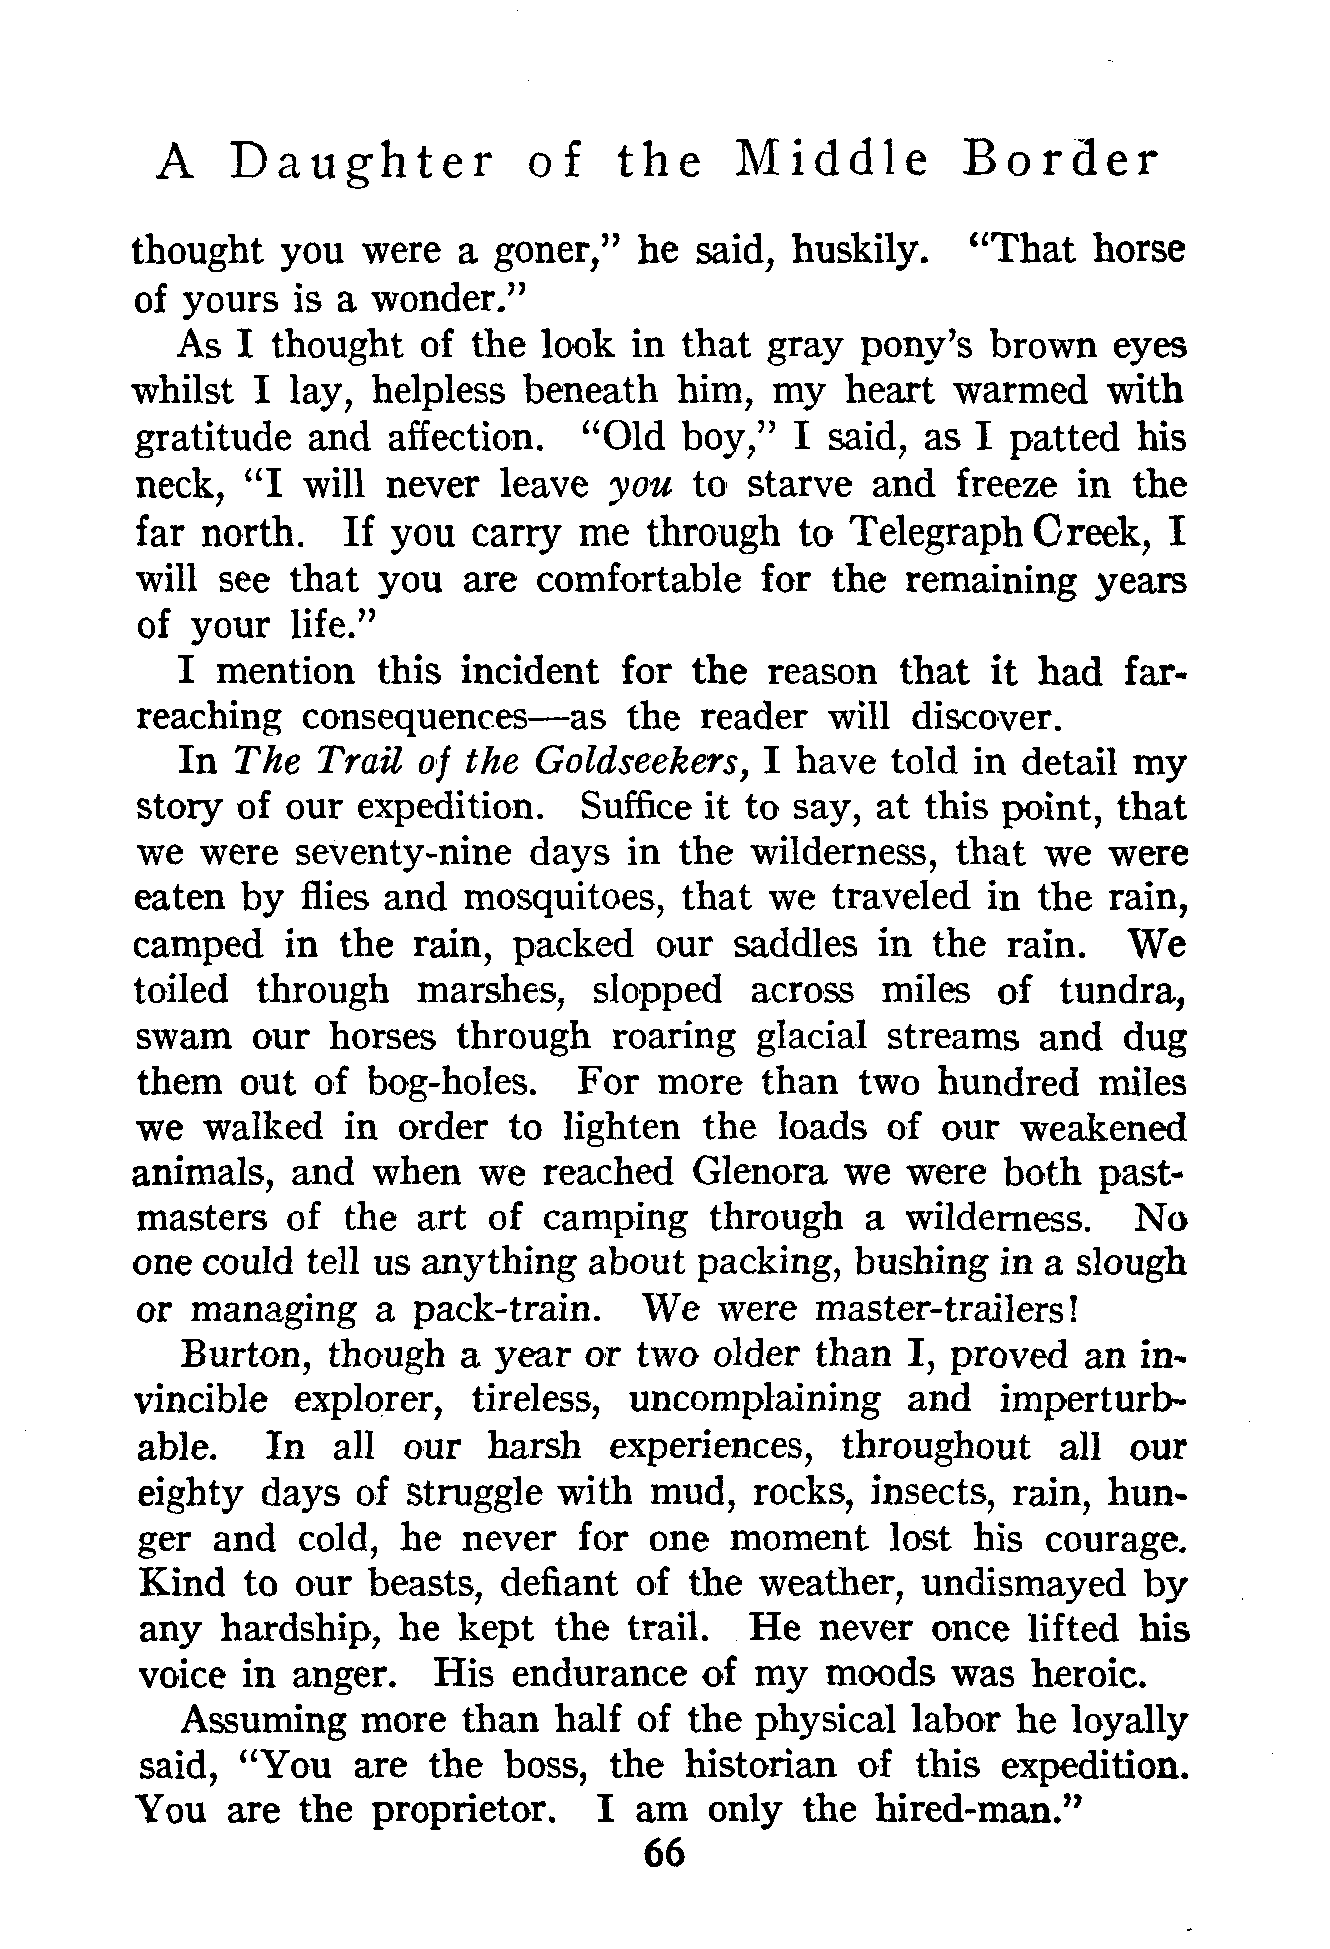 A Daughter of the Middle Border
thought you were a goner,” he said, huskily. “That horse
of yours is a wonder.”
As I thought of the look in that gray pony’s brown eyes
whilst I lay, helpless beneath him, my heart warmed with
gratitude and affection. “Old boy,” I said, as I patted his
neck, “I will never leave you to starve and freeze in the
far north. If you carry me through to Telegraph Creek, I
will see that you are comfortable for the remaining years
of your life.”
I mention this incident for the reason that it had far-
reaching consequences—as the reader will discover.
In The Trail of the Goldseekers, I have told in detail my
story of our expedition. Suffice it to say, at this point, that
we were seventy-nine days in the wilderness, that we were
eaten by flies and mosquitoes, that we traveled in the rain,
camped in the rain, packed our saddles in the rain. We
toiled through marshes, slopped across miles of tundra,
swam our horses through roaring glacial streams and dug
them out of bog-holes. For more than two hundred miles
we walked in order to lighten the loads of our weakened
animals, and when we reached Glenora we were both past-
masters of the art of camping through a wilderness. No
one could tell us anything about packing, bushing in a slough
or managing a pack-train. We were master-trailers!
Burton, though a year or two older than I, proved an in-
vincible explorer, tireless, uncomplaining and imperturb-
able. In all our harsh experiences, throughout all our
eighty days of struggle with mud, rocks, insects, rain, hun-
ger and cold, he never for one moment lost his courage.
Kind to our beasts, defiant of the weather, undismayed by
any hardship, he kept the trail. He never once lifted his
voice in anger. His endurance of my moods was heroic.
Assuming more than half of the physical labor he loyally
said, “You are the boss, the historian of this expedition.
You are the proprietor. I am only the hired-man.”
66